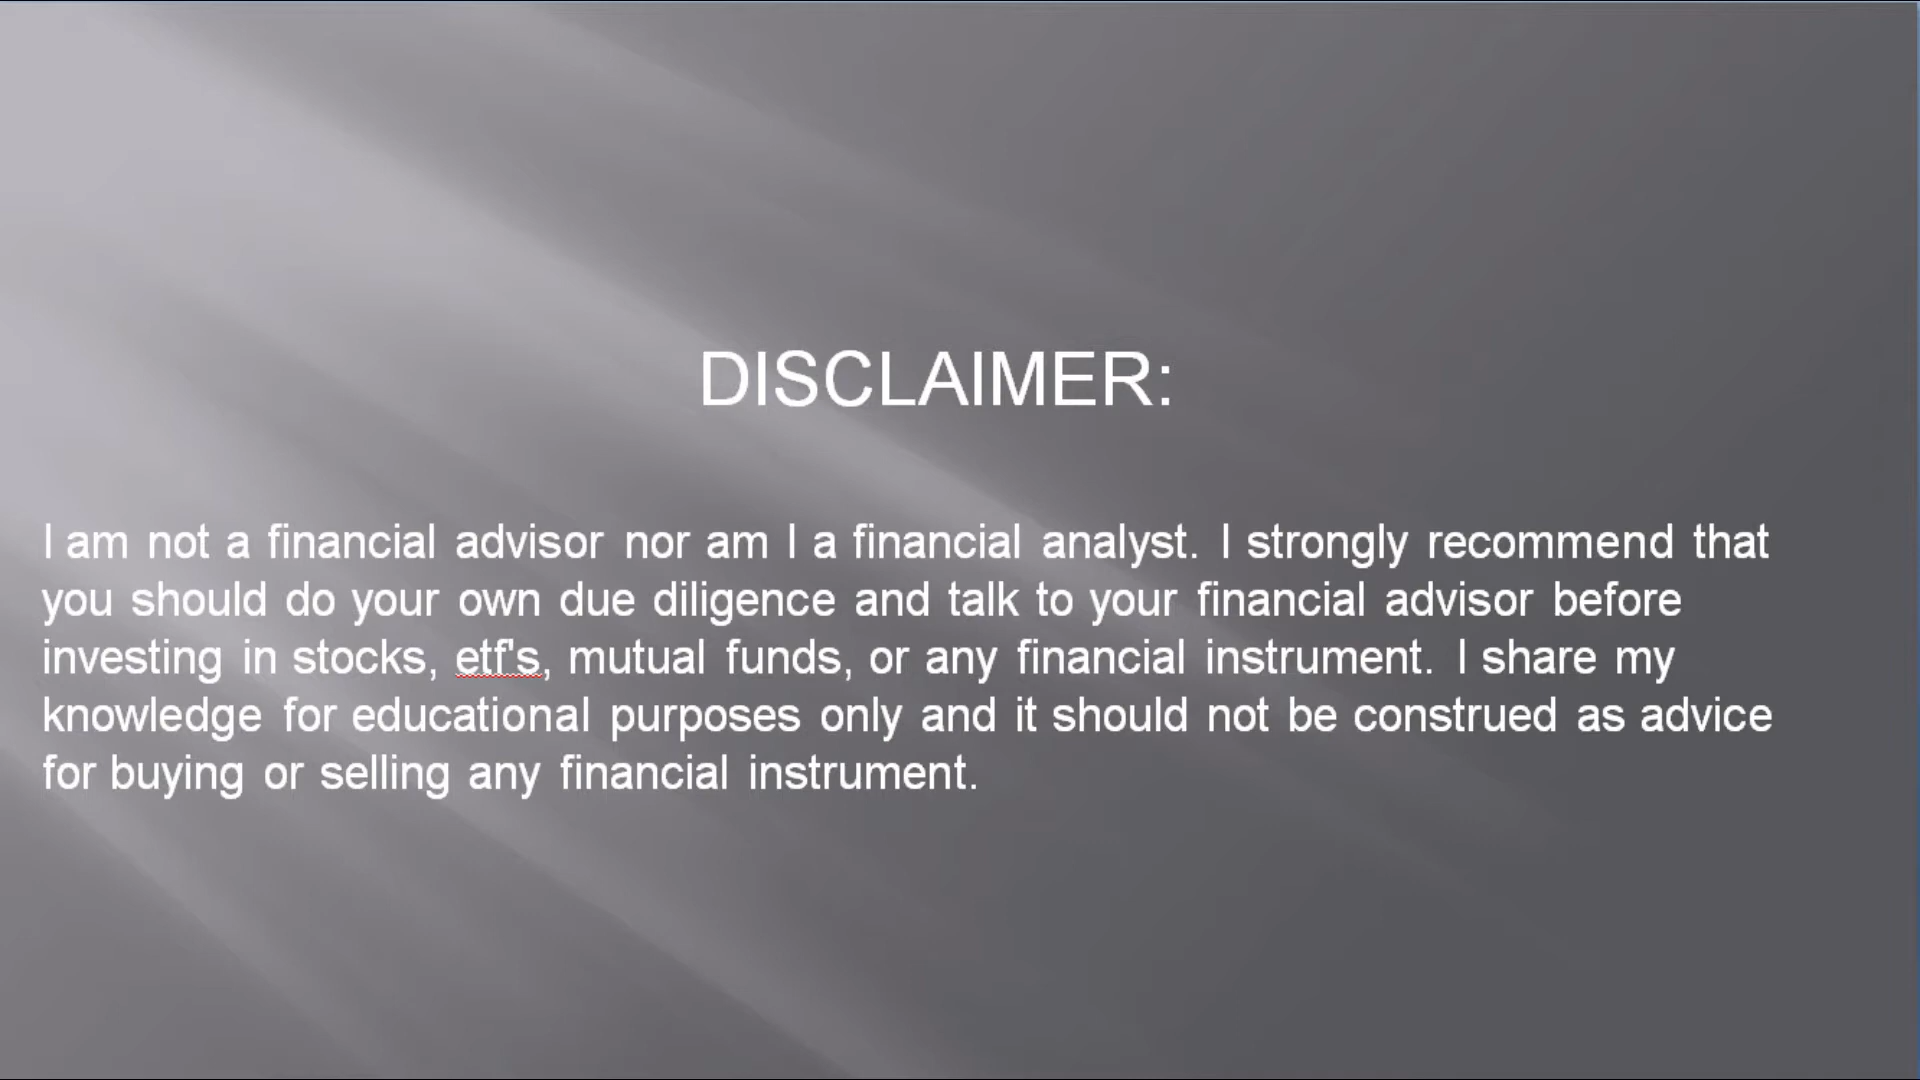 DISCLAIMER:
I am not a financial advisor nor am I a financial analyst. I strongly recommend that
you should do your own due diligence and talk to your financial advisor before
investing in stocks, etf's, mutual funds, or any financial instrument. I share my
knowledge for educational purposes only and it should not be construed as advice
for buying or selling any financial instrument.